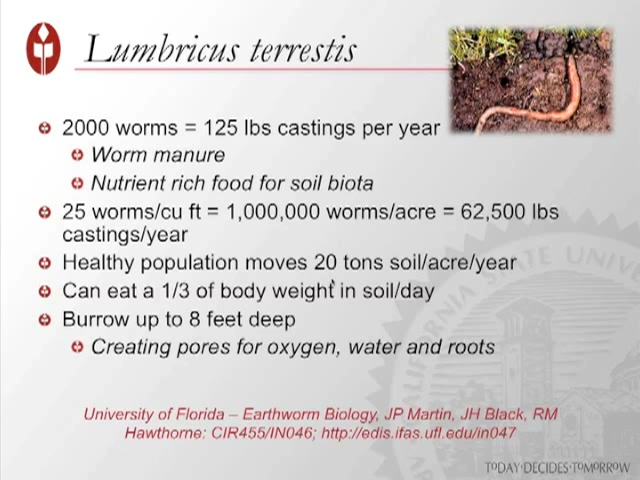 Lumbricus terrestis
2000 worms = 125 lbs castings per year
Worm manure
Nutrient rich food for soil biota
25 worms/cu ft = 1,000,000 worms/acre = 62,500 lbs
castings/year
Healthy population moves 20 tons soil/acre/year
Can eat a 1/3 of body weight in soil/day
Burrow up to 8 feet deep
Creating pores for oxygen, water and roots
University of Florida – Earthworm Biology, JP Martin, JH Black, RM
Hawthorne: CIR455/IN046; http://edis.ifas.ufl.edu/in047
TODAY·DECIDES·TOMORROW
STATE UNIV